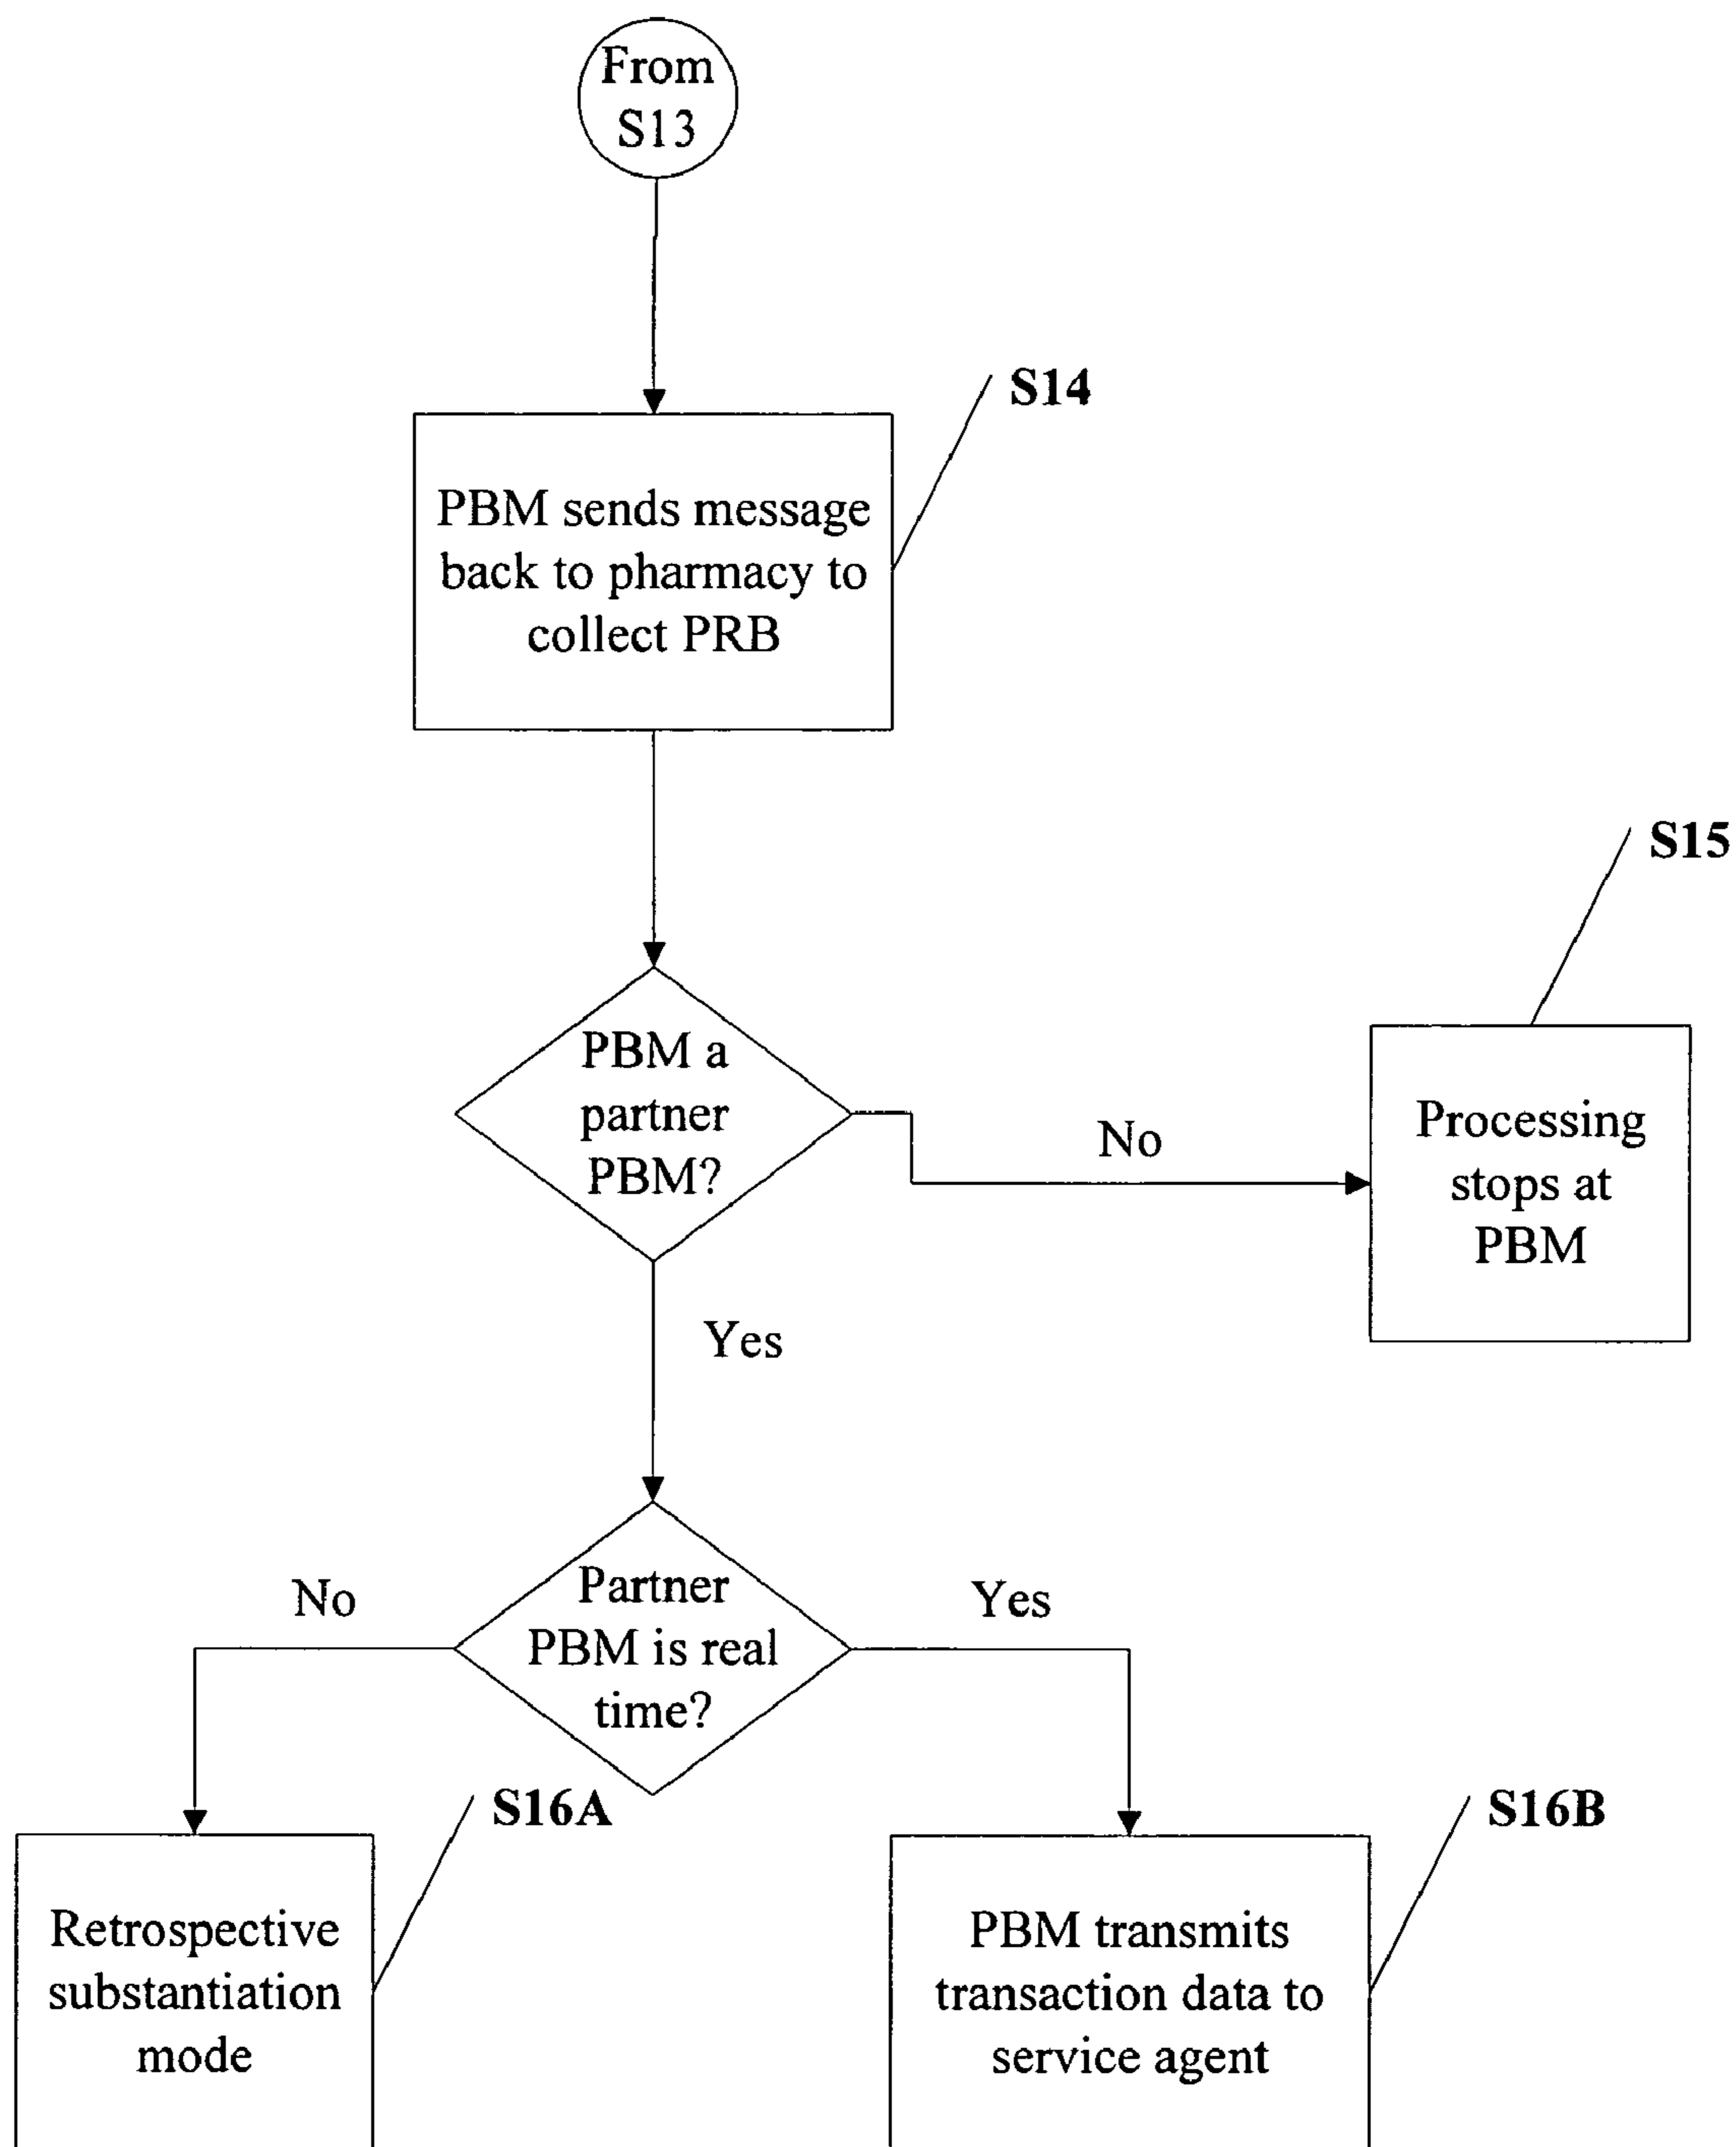 From
S13
S14
PBM sends message
back to pharmacy to
collect PRB
S15
PBM a
partner
PBM?
No
Processing
stops at
PBM
Yes
No
Partner
PBM is real
time?
Yes
S16A
S16B
Retrospective
substantiation
mode
PBM transmits
transaction data to
service agent